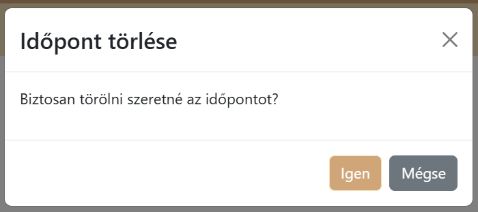 Időpont törlése
Biztosan törölni szeretné az időpontot?
Igen
Mégse